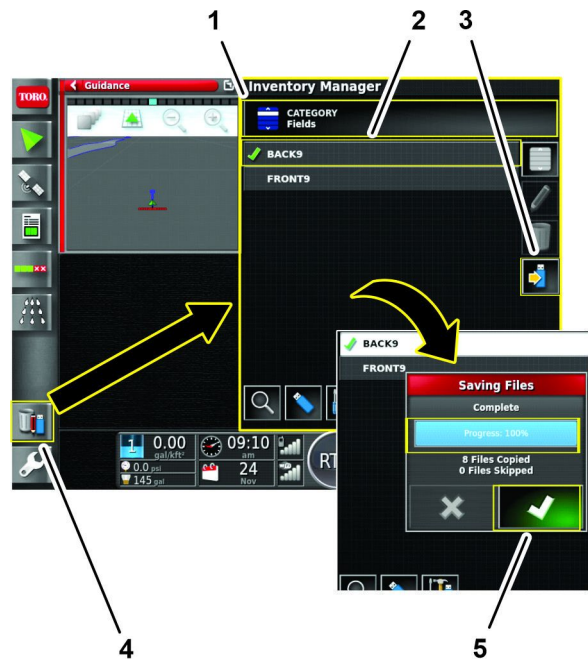 1
2
3
TORO.
Guidance
Inventory Manager
CATEGORY
Fields
BACK9
FRONT9
BACK9
FRONT9
Saving Files
Complete
Progress: 100%
8 Files Copied
0 Files Skipped
1
0.00
gal/kft²
09:10
am
0.0 psi
145 gal
24
Nov
RT
4
5